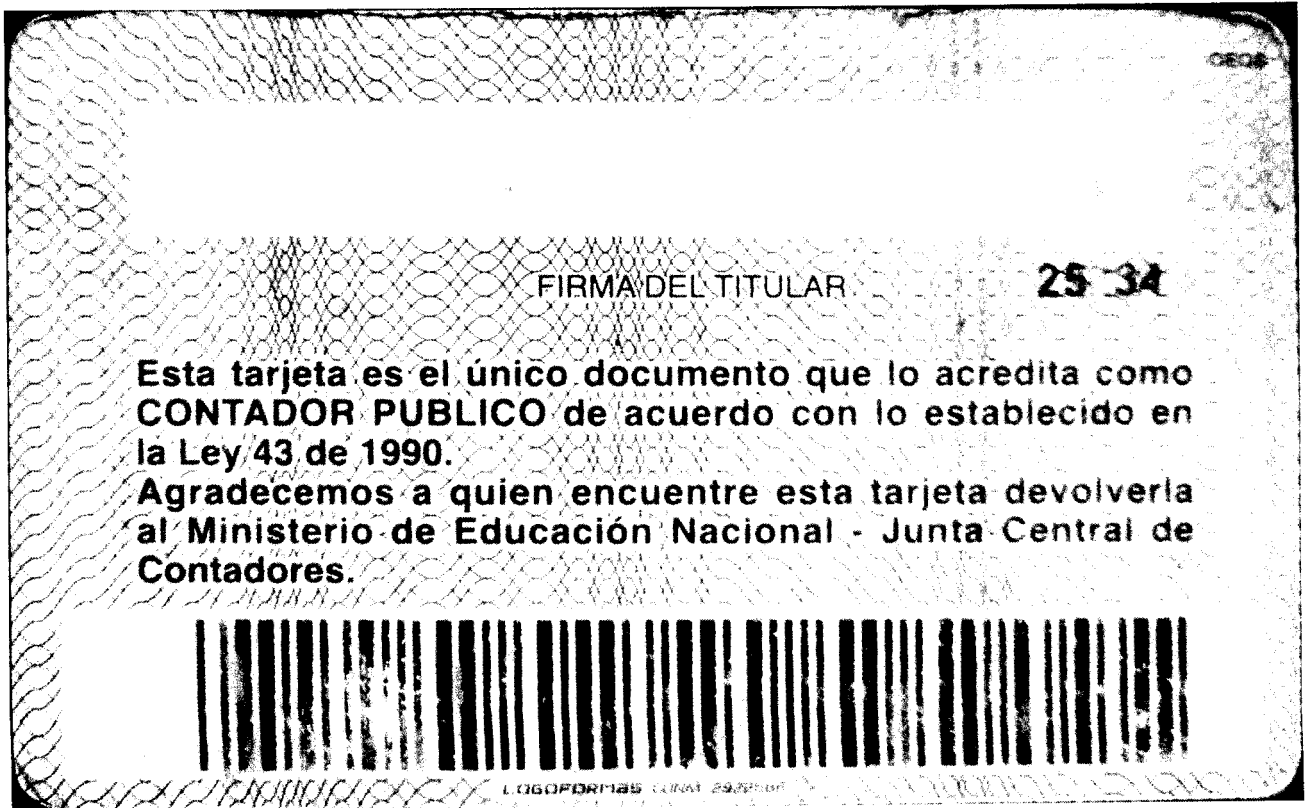 FIRMA DEL TITULAR
25 34
Esta tarjeta es el único documento que lo acredita como
CONTADOR PUBLICO de acuerdo con lo establecido en
la Ley 43 de 1990.
Agradecemos a quien encuentre esta tarjeta devolverla
al Ministerio de Educación Nacional - Junta Central de
Contadores.
LOGOFORMAS